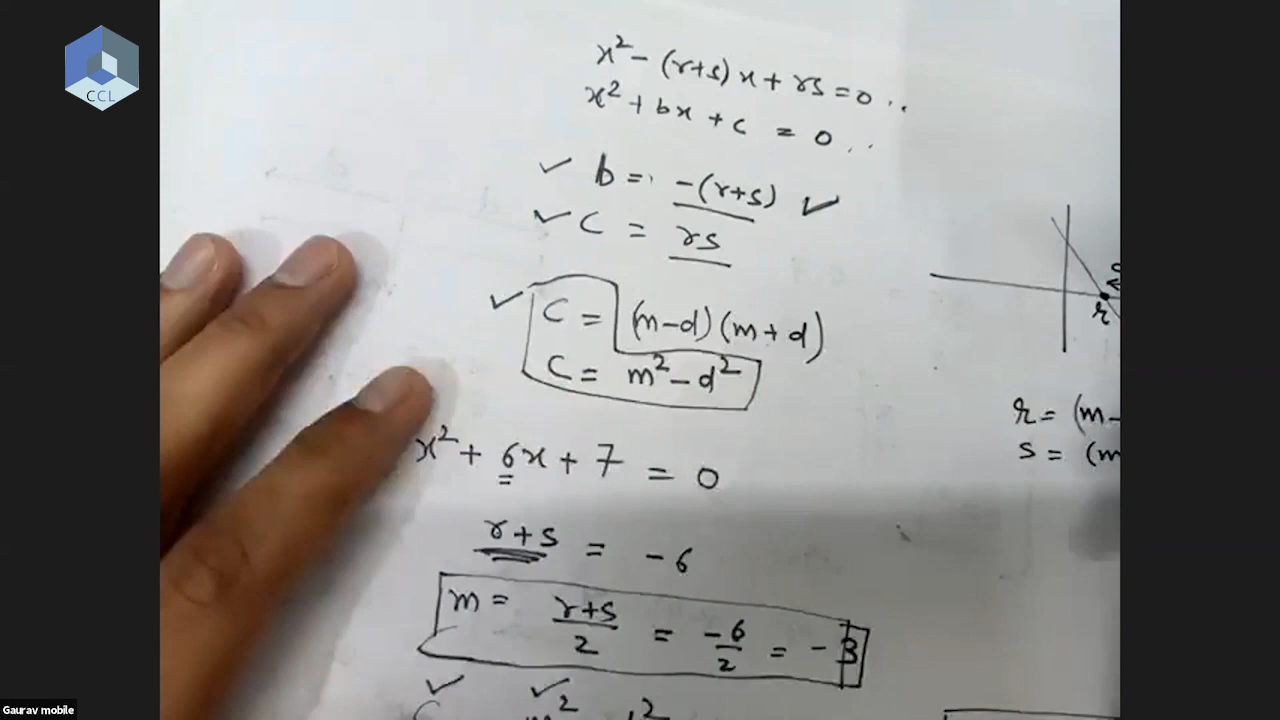 CCL
x² - (r+s)x + rs = 0 ..
x² + bx + c = 0 ..
✓ b = -(r+s) ✓
✓ C = rs
✓ C = (m-d)(m+d)
C = m² - d²
x² + 6x + 7 = 0
r+s = -6
m = r+s/2 = -6/2 = -3
r
r = (m-
s = (m
Gaurav mobile